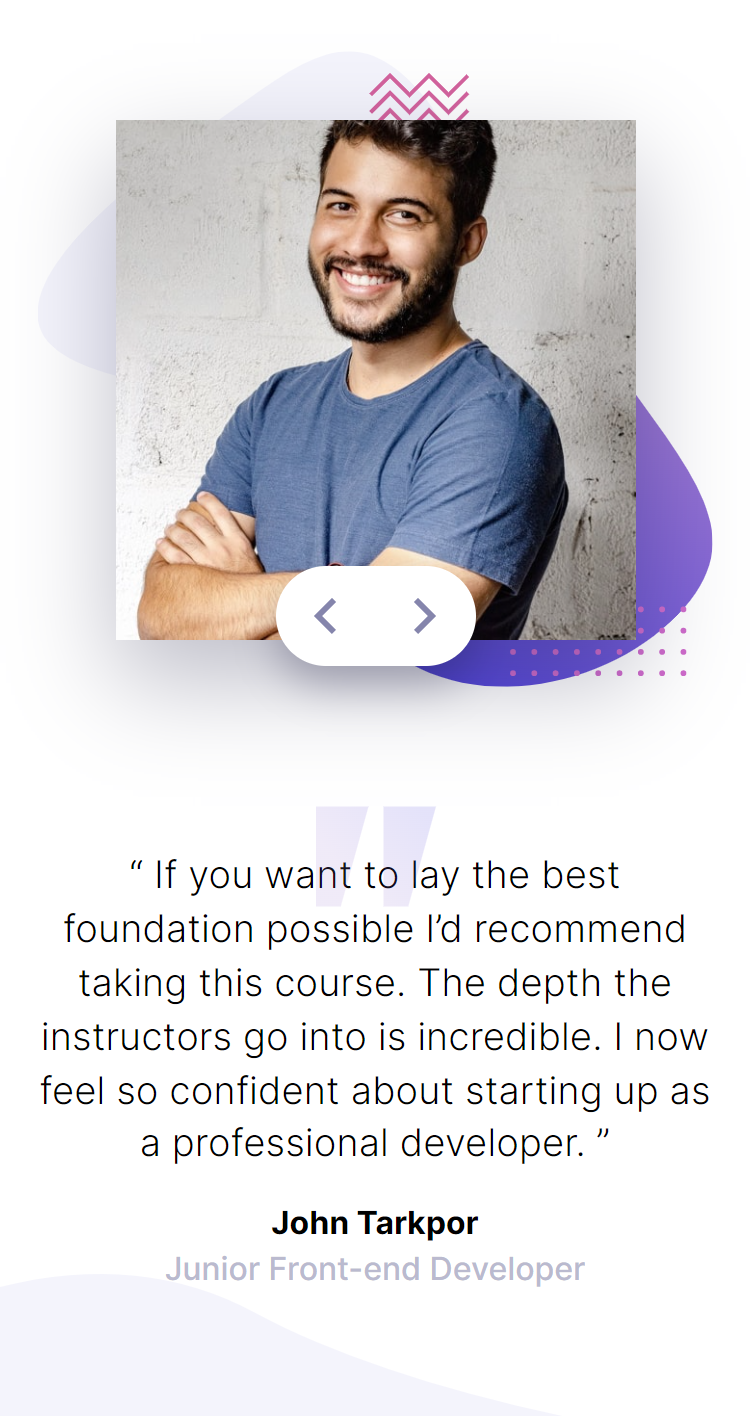 “ If you want to lay the best
foundation possible I’d recommend
taking this course. The depth the
instructors go into is incredible. I now
feel so confident about starting up as
a professional developer. ”
John Tarkpor
Junior Front-end Developer